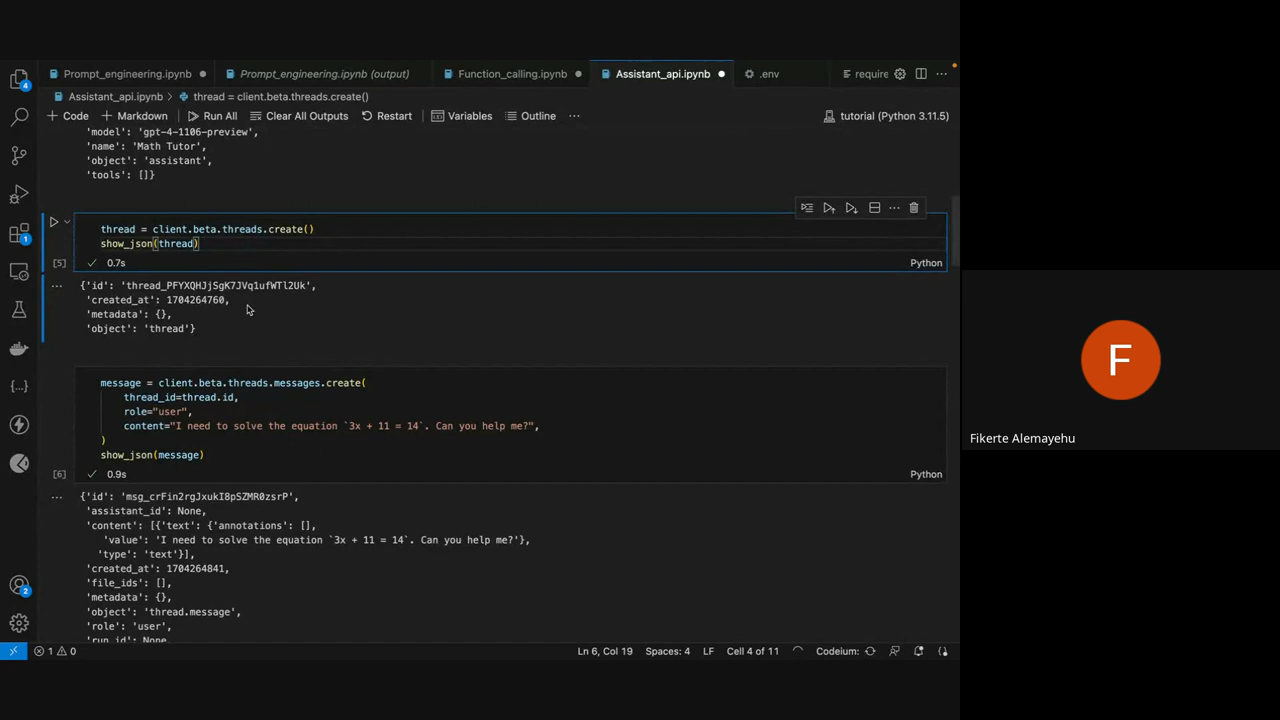 Prompt_engineering.ipynb
Prompt_engineering.ipynb (output)
Function_calling.ipynb
Assistant_api.ipynb
.env
require
Assistant_api.ipynb > thread = client.beta.threads.create()
+ Code + Markdown Run All Clear All Outputs Restart Variables Outline ...
tutorial (Python 3.11.5)
'model': 'gpt-4-1106-preview',
'name': 'Math Tutor',
'object': 'assistant',
'tools': []}
thread = client.beta.threads.create()
show_json(thread)
[5] 0.7s Python
{'id': 'thread_PFYXQHJjSgK7JVq1ufWTl2Uk',
'created_at': 1704264760,
'metadata': {},
'object': 'thread'}
message = client.beta.threads.messages.create(
thread_id=thread.id,
role="user",
content="I need to solve the equation `3x + 11 = 14`. Can you help me?",
)
show_json(message)
[6] 0.9s Python
{'id': 'msg_crFin2rgJxukI8pSZMR0zsrP',
'assistant_id': None,
'content': [{'text': {'annotations': [],
'value': 'I need to solve the equation `3x + 11 = 14`. Can you help me?'},
'type': 'text'}],
'created_at': 1704264841,
'file_ids': [],
'metadata': {},
'object': 'thread.message',
'role': 'user',
'run_id': None,
1 0
Ln 6, Col 19 Spaces: 4 LF Cell 4 of 11 Codeium:
4
1
2
F
Fikerte Alemayehu